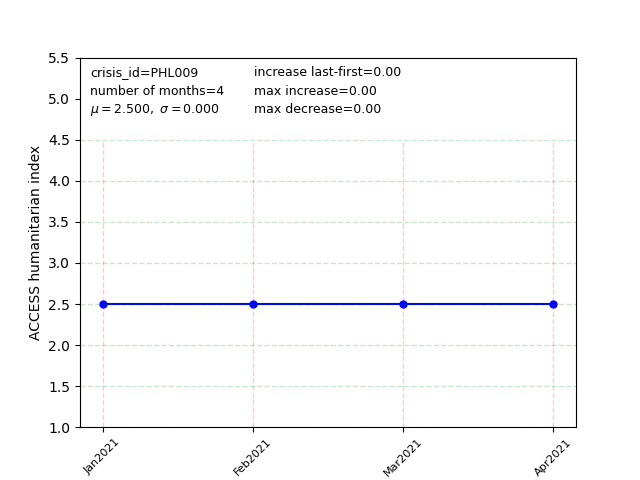 5.5
5.0
4.5
4.0
3.5
3.0
2.5
2.0
1.5
1.0
ACCESS humanitarian index
crisis_id=PHL009
number of months=4
μ = 2.500, σ = 0.000
increase last-first=0.00
max increase=0.00
max decrease=0.00
Jan2021
Feb2021
Mar2021
Apr2021